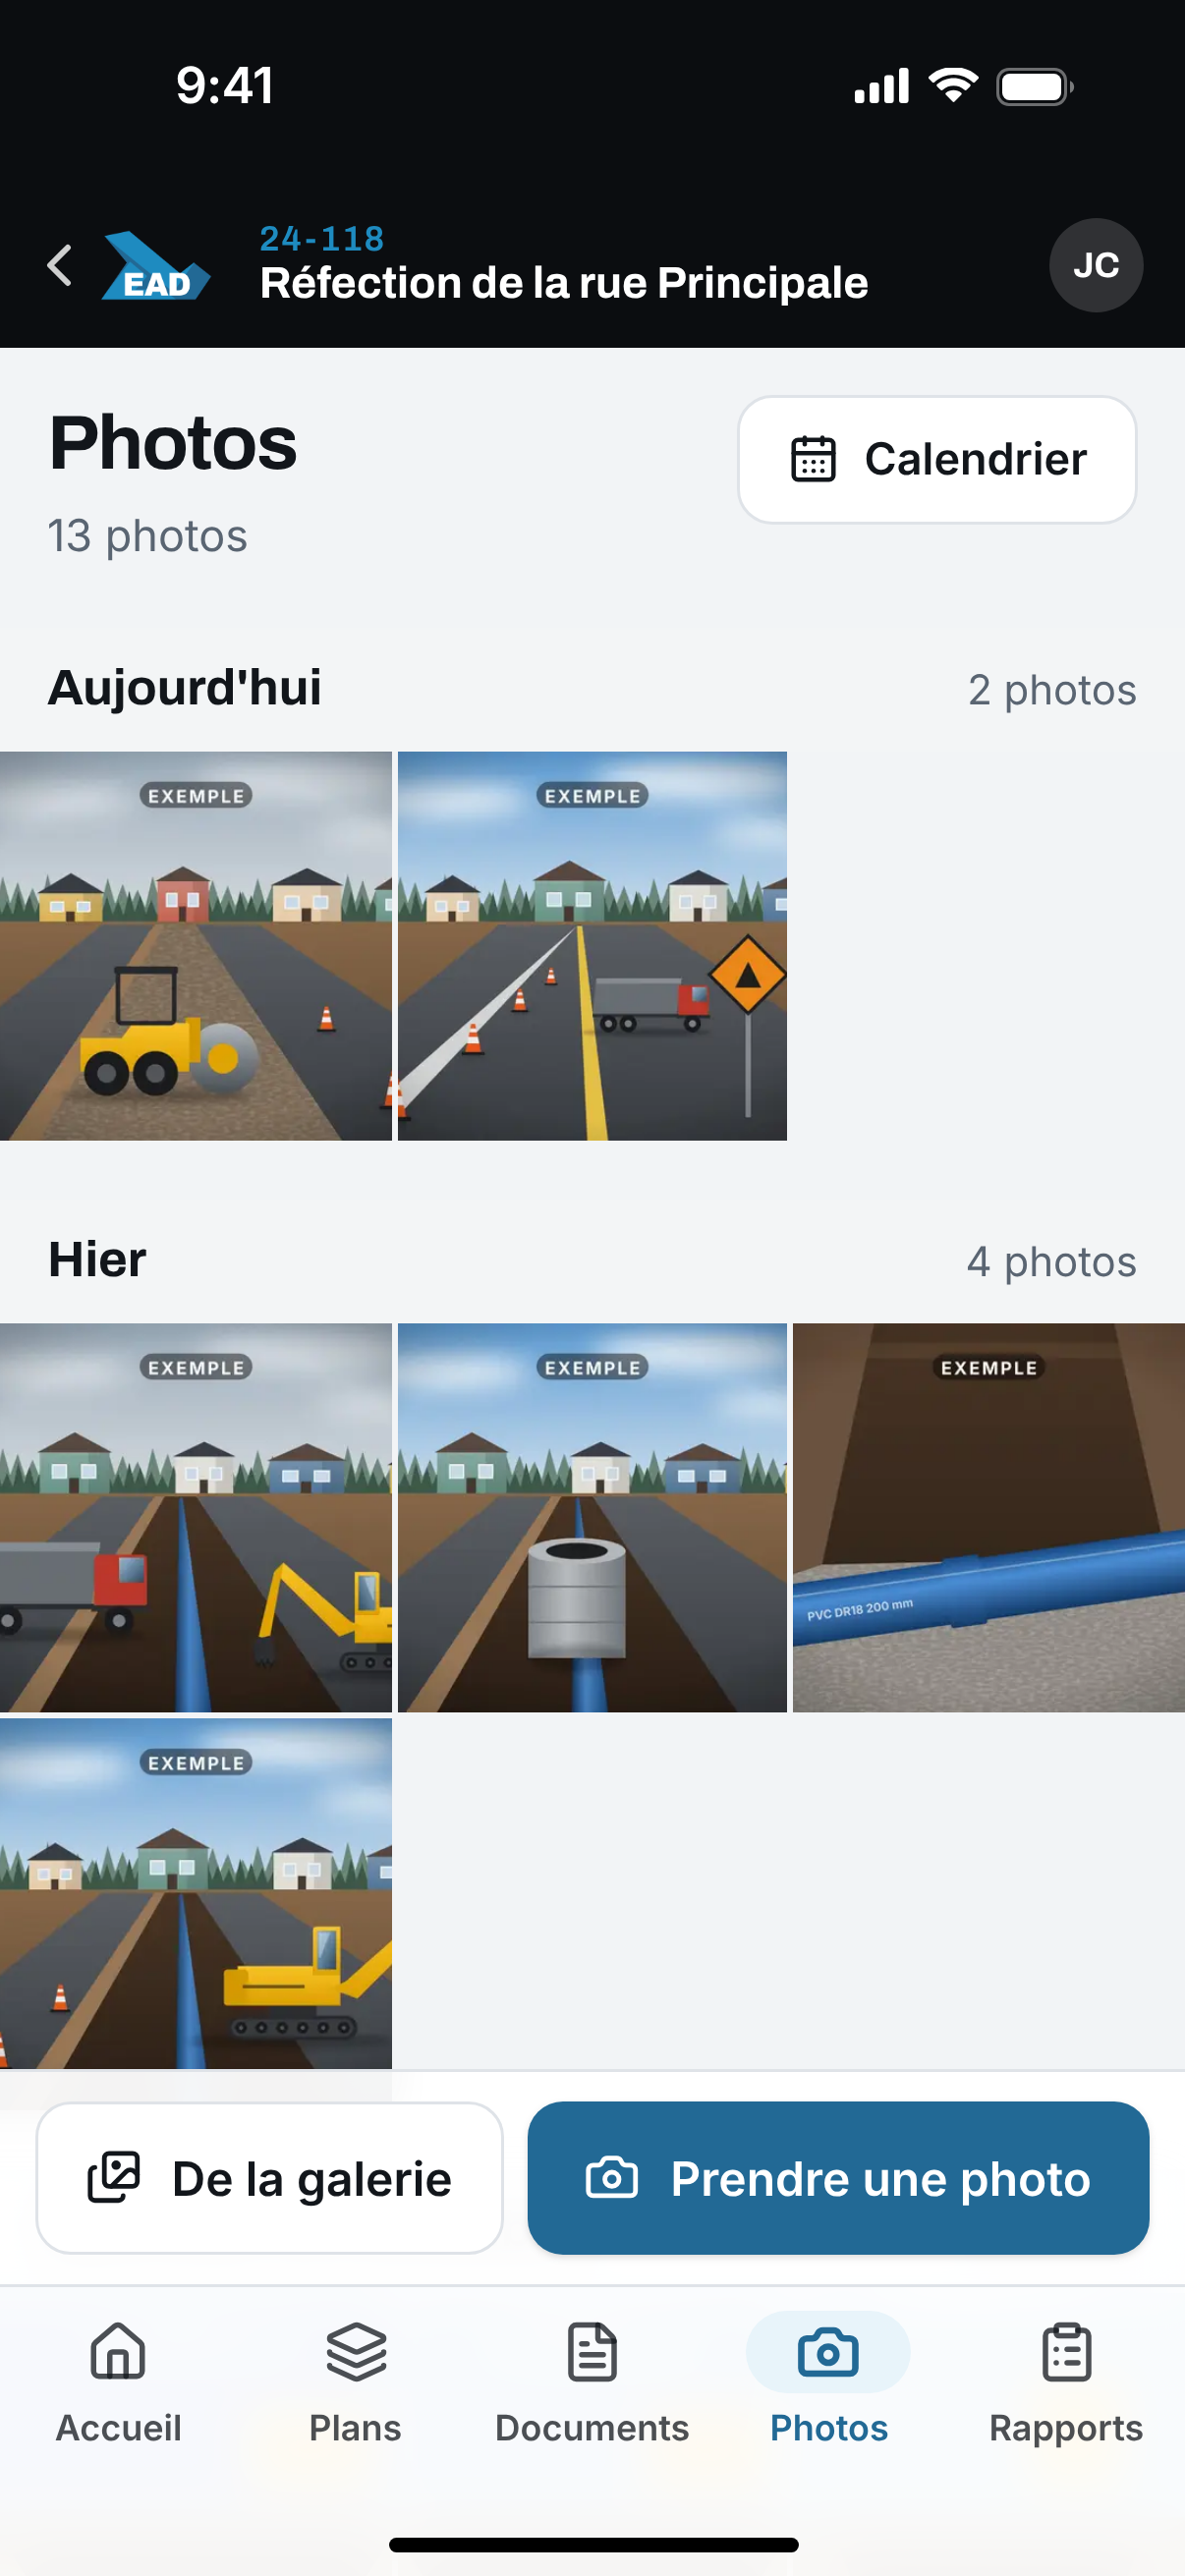 9:41
EAD
24-118
Réfection de la rue Principale
JC
Photos
13 photos
Calendrier
Aujourd'hui
2 photos
EXEMPLE
EXEMPLE
Hier
4 photos
EXEMPLE
EXEMPLE
EXEMPLE
PVC DR18 200 mm
EXEMPLE
De la galerie
Prendre une photo
Accueil
Plans
Documents
Photos
Rapports